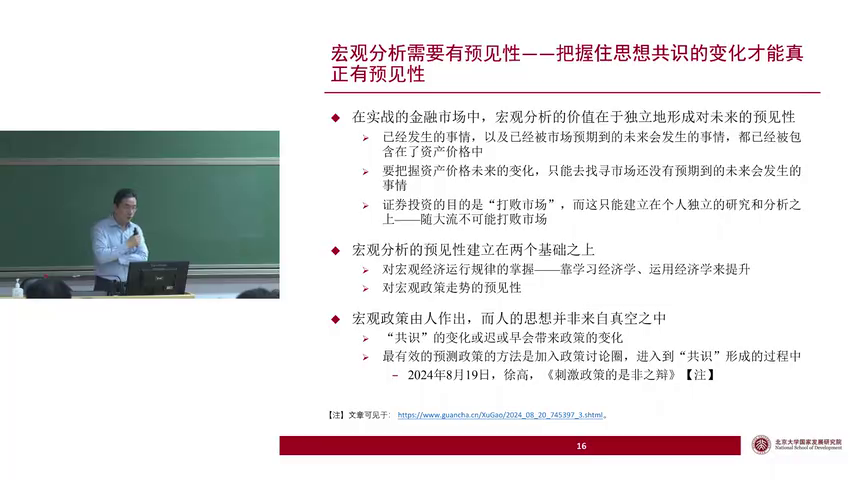 宏观分析需要有预见性——把握住思想共识的变化才能真
正有预见性
在实战的金融市场中，宏观分析的价值在于独立地形成对未来的预见性
已经发生的事情，以及已经被市场预期到的未来会发生的事情，都已经被包
含在了资产价格中
要把握资产价格未来的变化，只能去找寻市场还没有预期到的未来会发生的
事情
证券投资的目的是“打败市场”，而这只能建立在个人独立的研究和分析之
上——随大流不可能打败市场
宏观分析的预见性建立在两个基础之上
对宏观经济运行规律的掌握——靠学习经济学、运用经济学来提升
对宏观政策走势的预见性
宏观政策由人作出，而人的思想并非来自真空之中
“共识”的变化或迟或早会带来政策的变化
最有效的预测政策的方法是加入政策讨论圈，进入到“共识”形成的过程中
– 2024年8月19日，徐高，《刺激政策的是非之辩》【注】
【注】文章可见于： https://www.guancha.cn/XuGao/2024_08_20_745397_3.shtml。
16
北京大学国家发展研究院
National School of Development